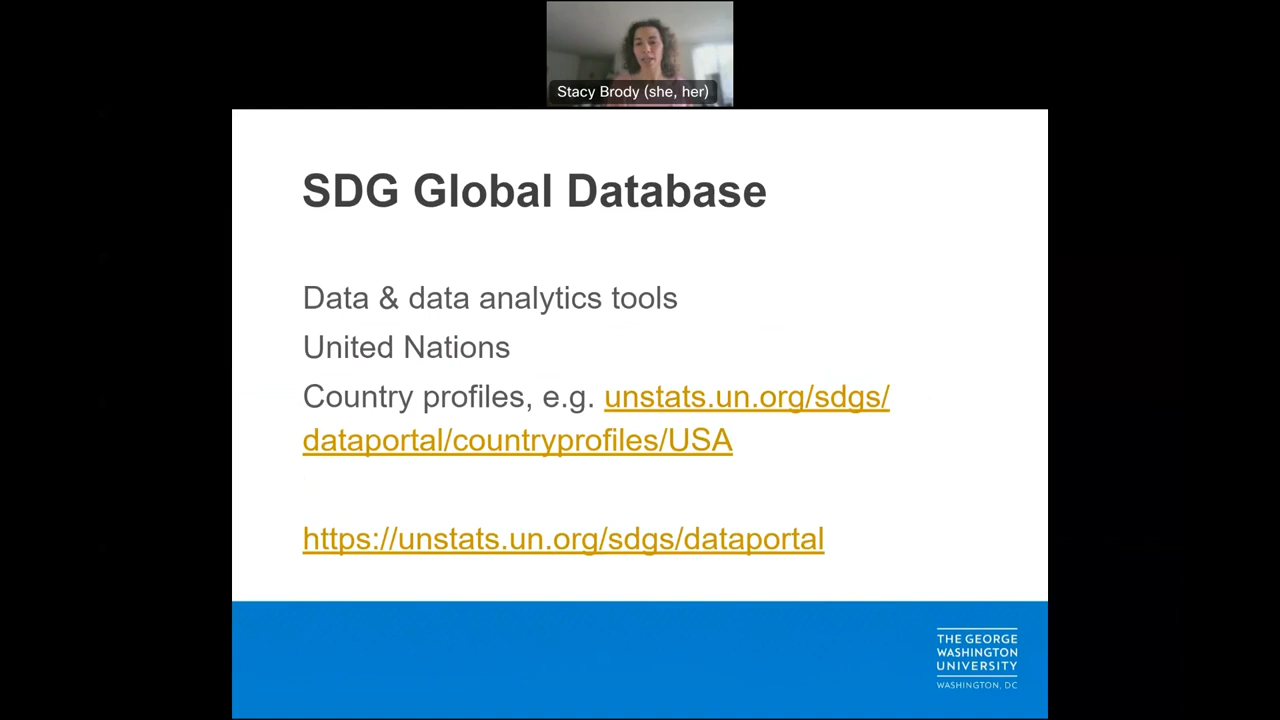 Stacy Brody (she, her)
SDG Global Database
Data & data analytics tools
United Nations
Country profiles, e.g. unstats.un.org/sdgs/
dataportal/countryprofiles/USA
https://unstats.un.org/sdgs/dataportal
THE GEORGE
WASHINGTON
UNIVERSITY
WASHINGTON, DC